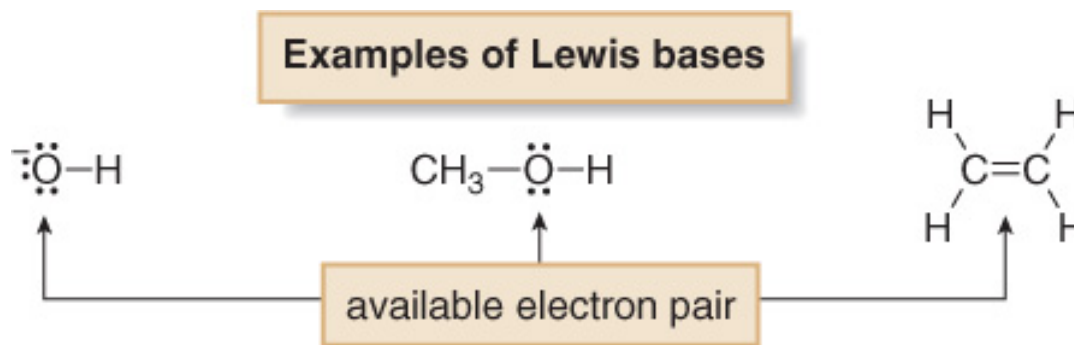 Examples of Lewis bases
⁻:Ö–H
CH₃–Ö–H
H H
C=C
H H
available electron pair